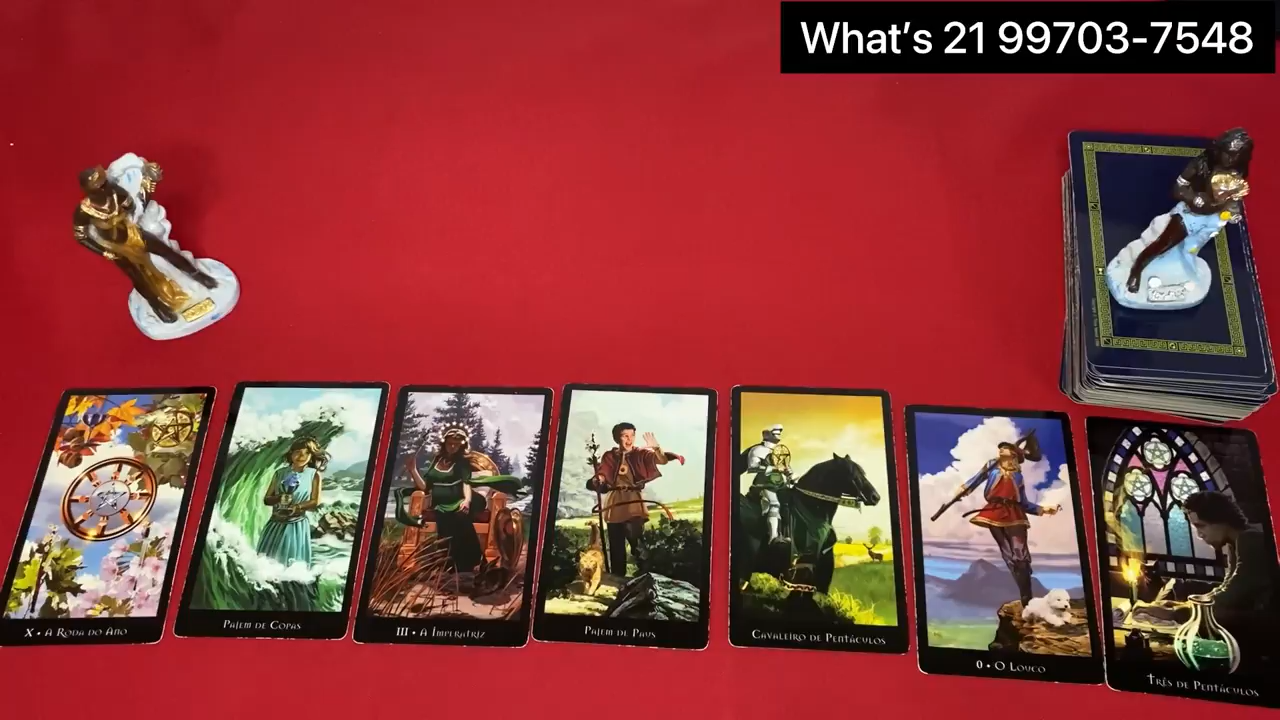 What's 21 99703-7548
X • A Roda do Ano
Pajem de Copas
III • A Imperatriz
Pajem de Paus
Cavaleiro de Pentáculos
0 • O Louco
Três de Pentáculos